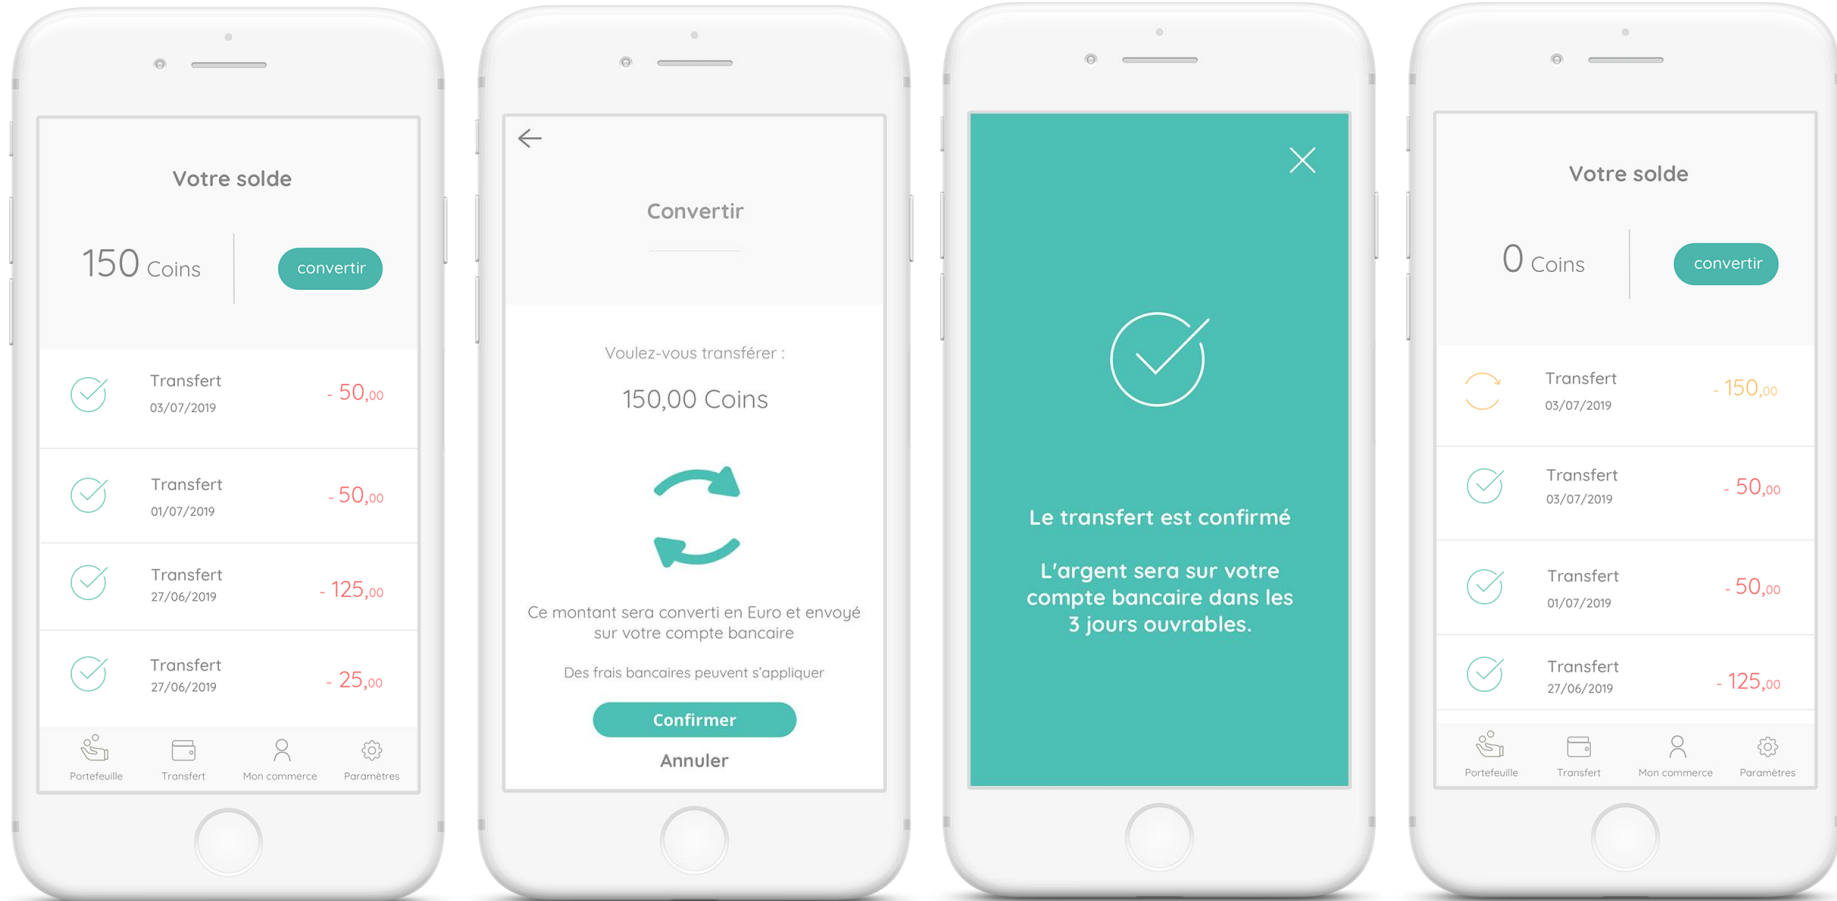 Votre solde
150 Coins
convertir
Transfert
03/07/2019
- 50,00
Transfert
01/07/2019
- 50,00
Transfert
27/06/2019
- 125,00
Transfert
27/06/2019
- 25,00
Portefeuille
Transfert
Mon commerce
Paramètres
Convertir
Voulez-vous transférer :
150,00 Coins
Ce montant sera converti en Euro et envoyé
sur votre compte bancaire
Des frais bancaires peuvent s'appliquer
Confirmer
Annuler
Le transfert est confirmé
L'argent sera sur votre
compte bancaire dans les
3 jours ouvrables.
Votre solde
0 Coins
convertir
Transfert
03/07/2019
- 150,00
Transfert
03/07/2019
- 50,00
Transfert
01/07/2019
- 50,00
Transfert
27/06/2019
- 125,00
Portefeuille
Transfert
Mon commerce
Paramètres